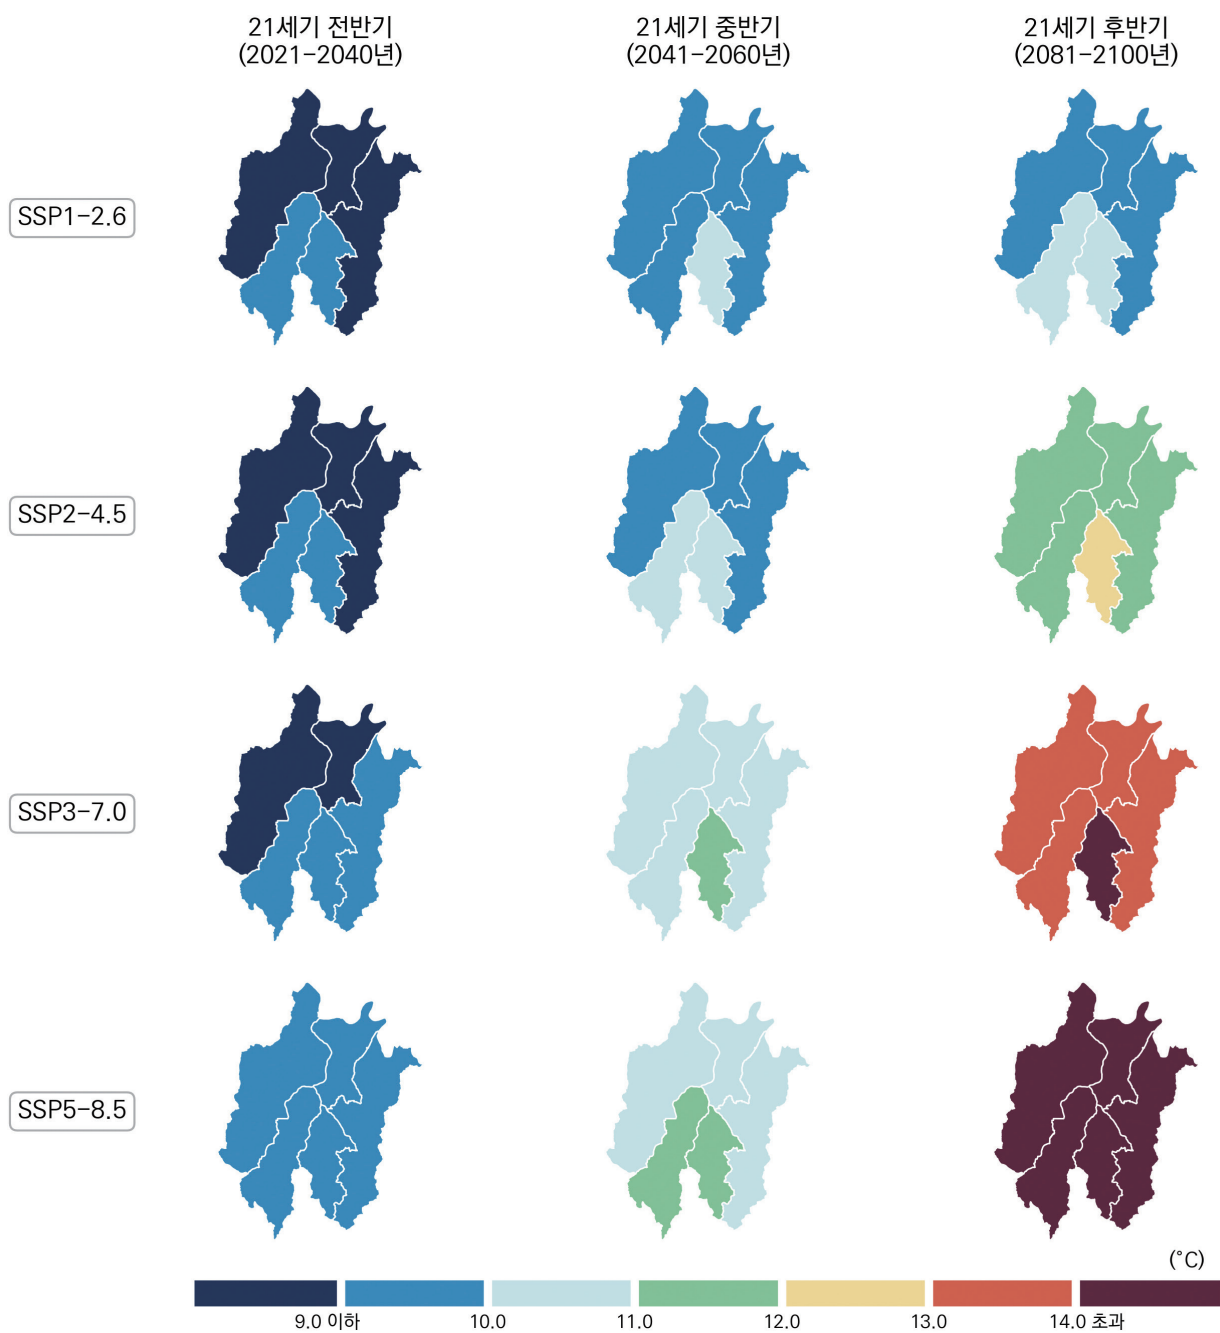 21세기 전반기
(2021-2040년)
21세기 중반기
(2041-2060년)
21세기 후반기
(2081-2100년)
SSP1-2.6
SSP2-4.5
SSP3-7.0
SSP5-8.5
(°C)
9.0 이하
10.0
11.0
12.0
13.0
14.0 초과